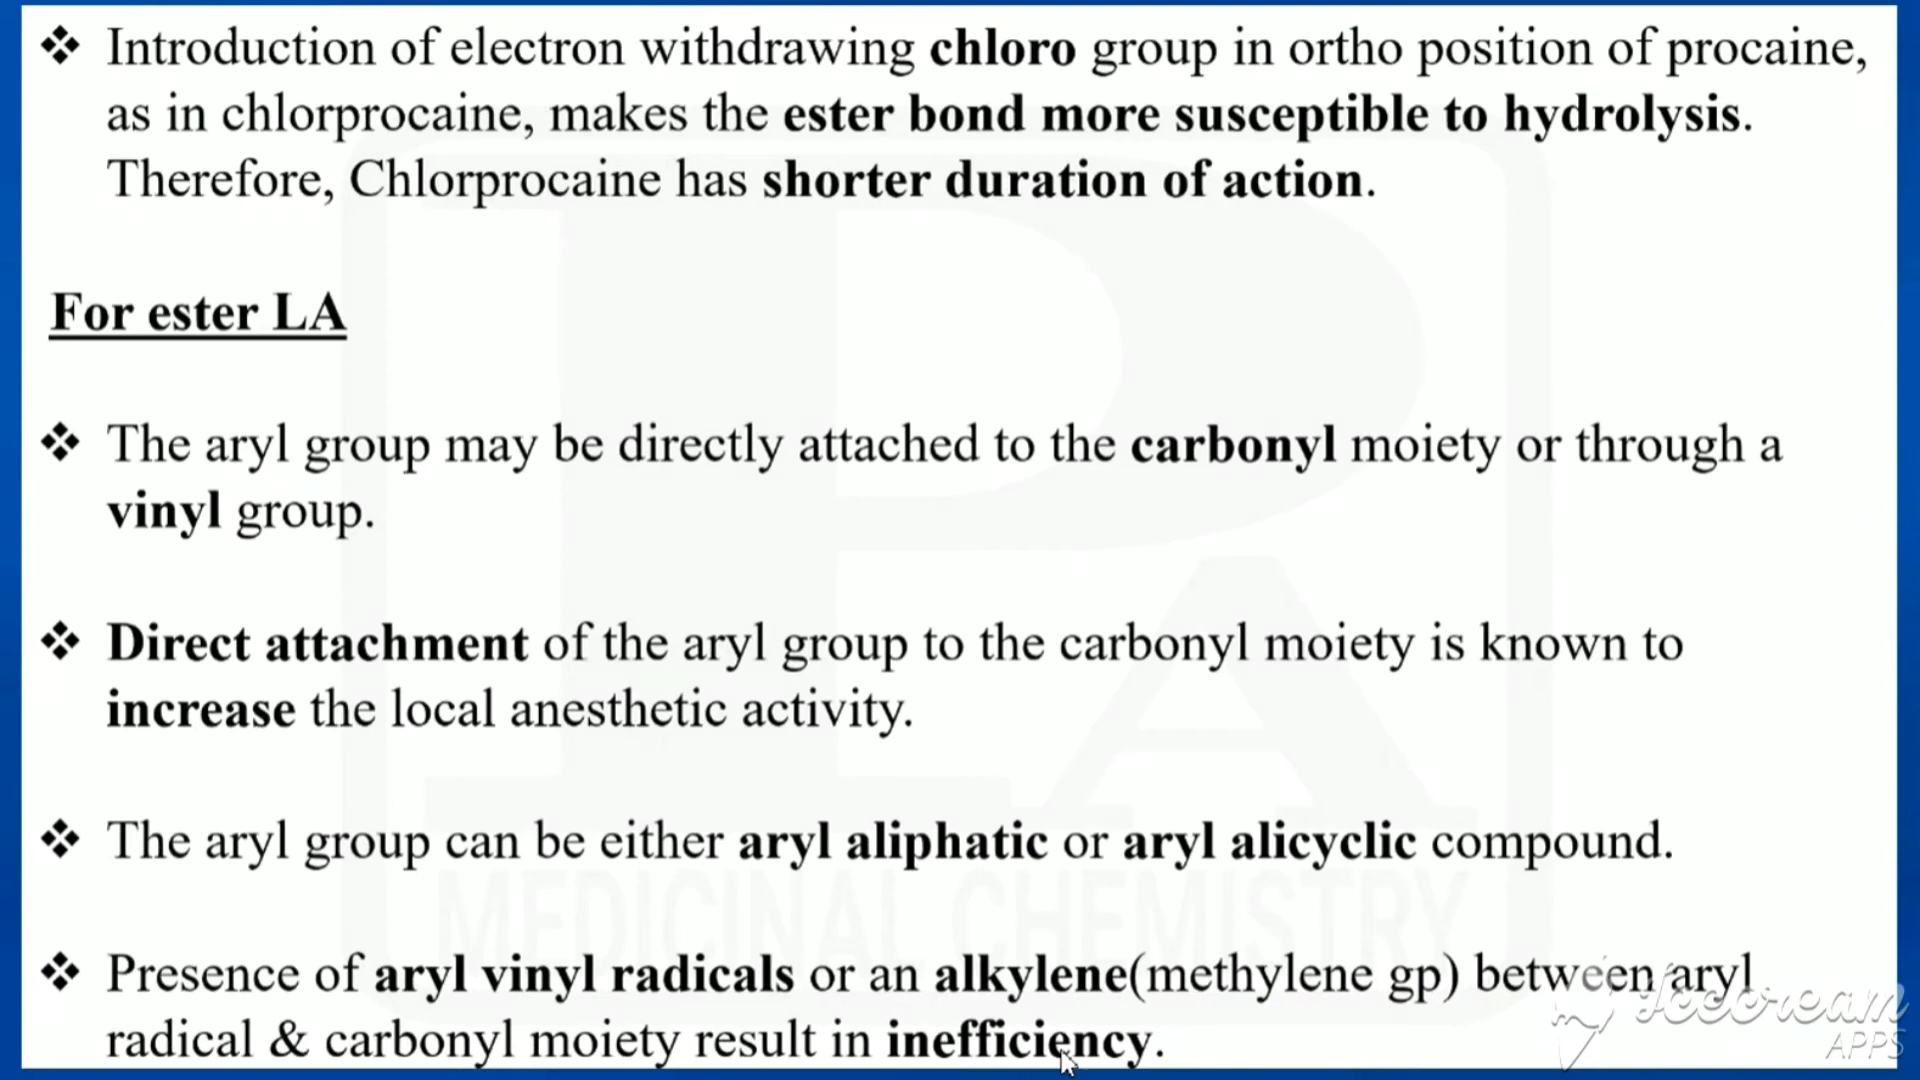 ❖ Introduction of electron withdrawing chloro group in ortho position of procaine,
as in chlorprocaine, makes the ester bond more susceptible to hydrolysis.
Therefore, Chlorprocaine has shorter duration of action.
For ester LA
❖ The aryl group may be directly attached to the carbonyl moiety or through a
vinyl group.
❖ Direct attachment of the aryl group to the carbonyl moiety is known to
increase the local anesthetic activity.
❖ The aryl group can be either aryl aliphatic or aryl alicyclic compound.
MEDICINAL CHEMISTRY
❖ Presence of aryl vinyl radicals or an alkylene(methylene gp) between aryl
radical & carbonyl moiety result in inefficiency.
Icecream
APPS
PA